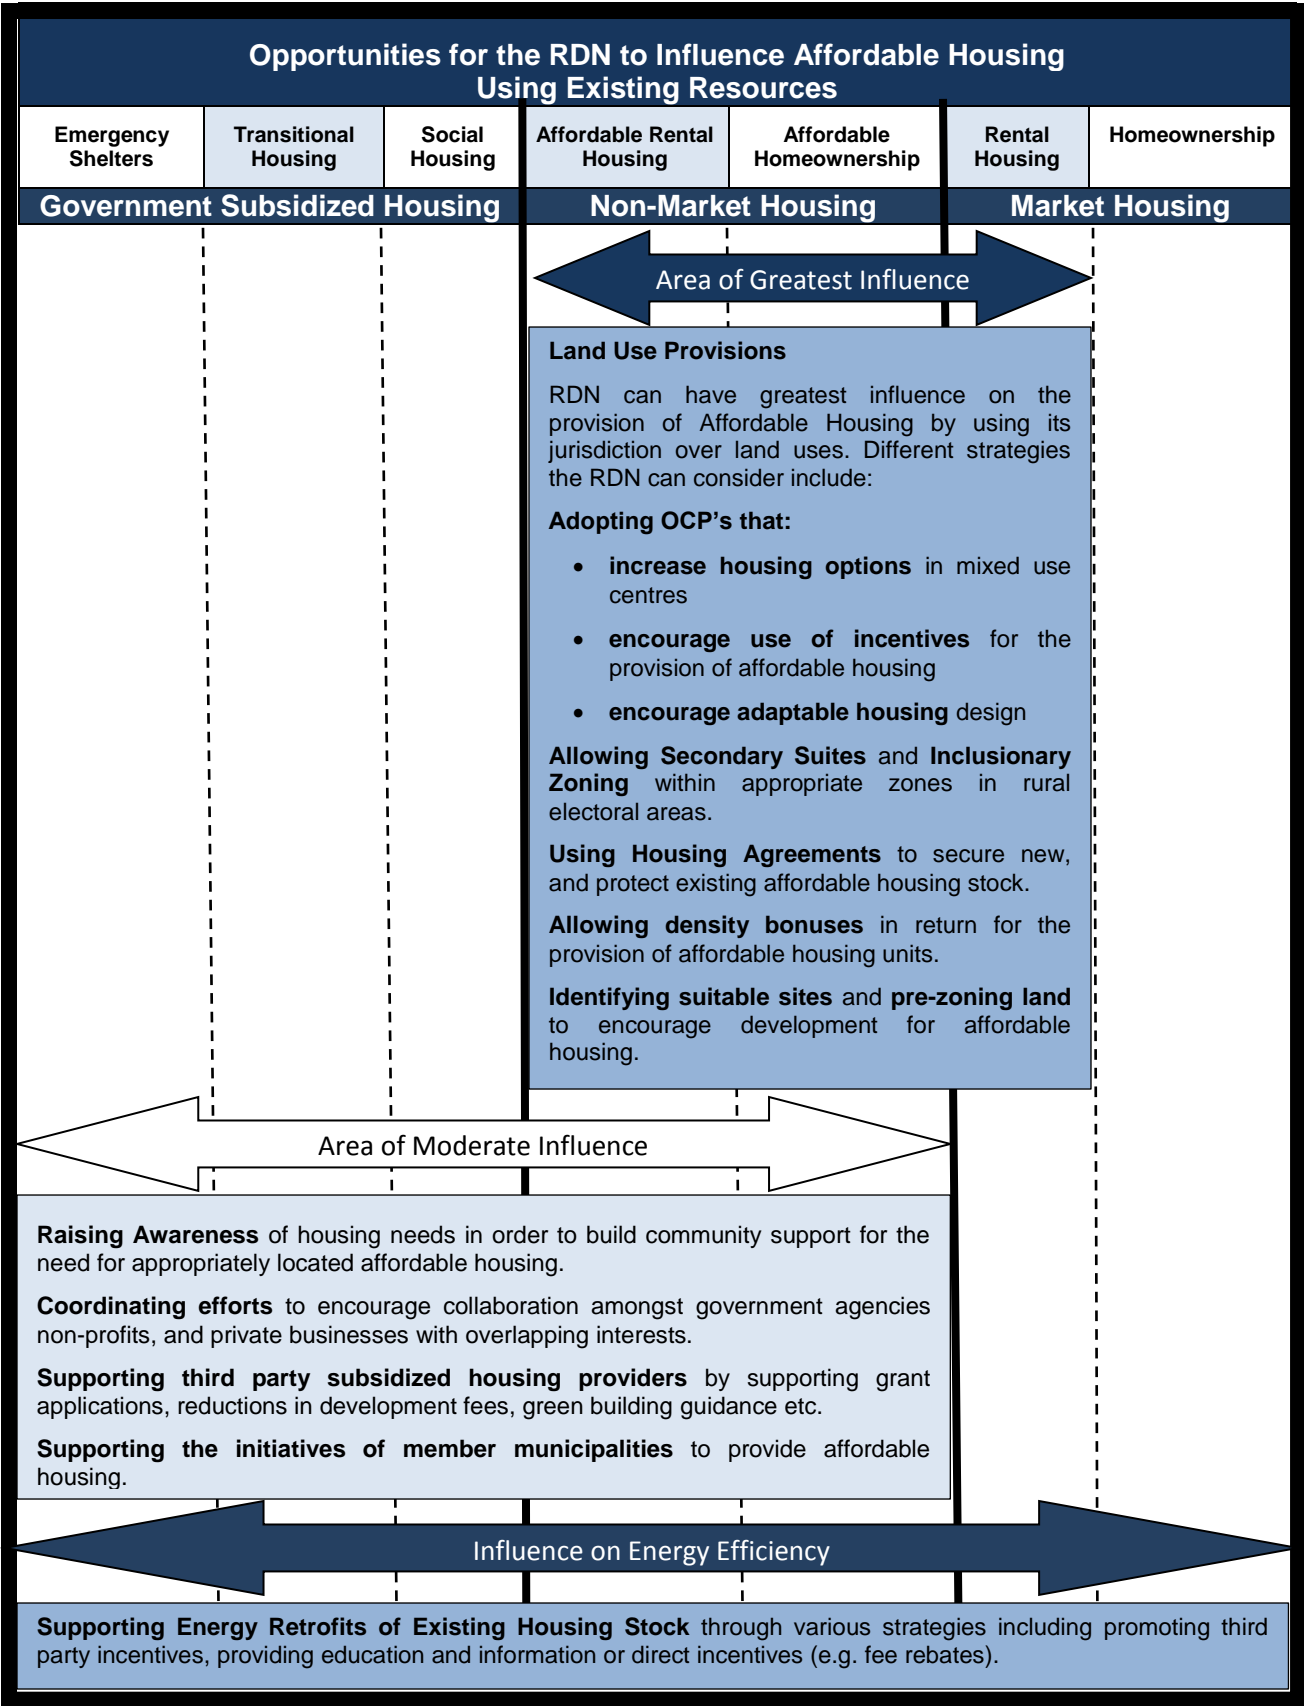 Opportunities for the RDN to Influence Affordable Housing
Using Existing Resources
Emergency
Shelters
Transitional
Housing
Social
Housing
Affordable Rental
Housing
Affordable
Homeownership
Rental
Housing
Homeownership
Government Subsidized Housing
Non-Market Housing
Market Housing
Area of Greatest Influence
Land Use Provisions
RDN can have greatest influence on the
provision of Affordable Housing by using its
jurisdiction over land uses. Different strategies
the RDN can consider include:
Adopting OCP's that:
• increase housing options in mixed use
centres
• encourage use of incentives for the
provision of affordable housing
• encourage adaptable housing design
Allowing Secondary Suites and Inclusionary
Zoning within appropriate zones in rural
electoral areas.
Using Housing Agreements to secure new,
and protect existing affordable housing stock.
Allowing density bonuses in return for the
provision of affordable housing units.
Identifying suitable sites and pre-zoning land
to encourage development for affordable
housing.
Area of Moderate Influence
Raising Awareness of housing needs in order to build community support for the
need for appropriately located affordable housing.
Coordinating efforts to encourage collaboration amongst government agencies
non-profits, and private businesses with overlapping interests.
Supporting third party subsidized housing providers by supporting grant
applications, reductions in development fees, green building guidance etc.
Supporting the initiatives of member municipalities to provide affordable
housing.
Influence on Energy Efficiency
Supporting Energy Retrofits of Existing Housing Stock through various strategies including promoting third
party incentives, providing education and information or direct incentives (e.g. fee rebates).